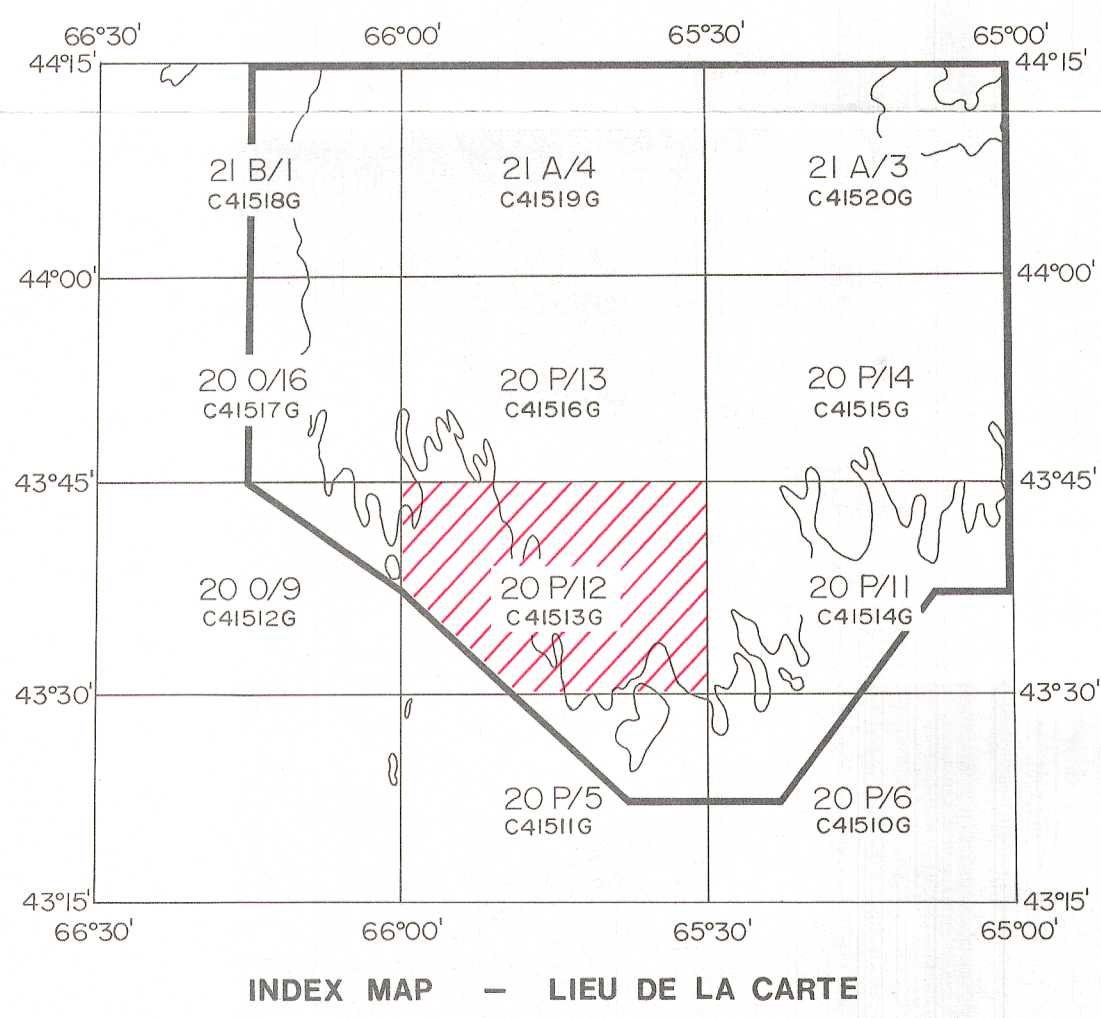 66°30' 66°00' 65°30' 65°00'
44°15' 44°15'
21 B/1 21 A/4 21 A/3
C41518G C41519G C41520G
44°00' 44°00'
20 O/16 20 P/13 20 P/14
C41517G C41516G C41515G
43°45' 43°45'
20 O/9 20 P/12 20 P/11
C41512G C41513G C41514G
43°30' 43°30'
20 P/5 20 P/6
C41511G C41510G
43°15' 43°15'
66°30' 66°00' 65°30' 65°00'
INDEX MAP – LIEU DE LA CARTE